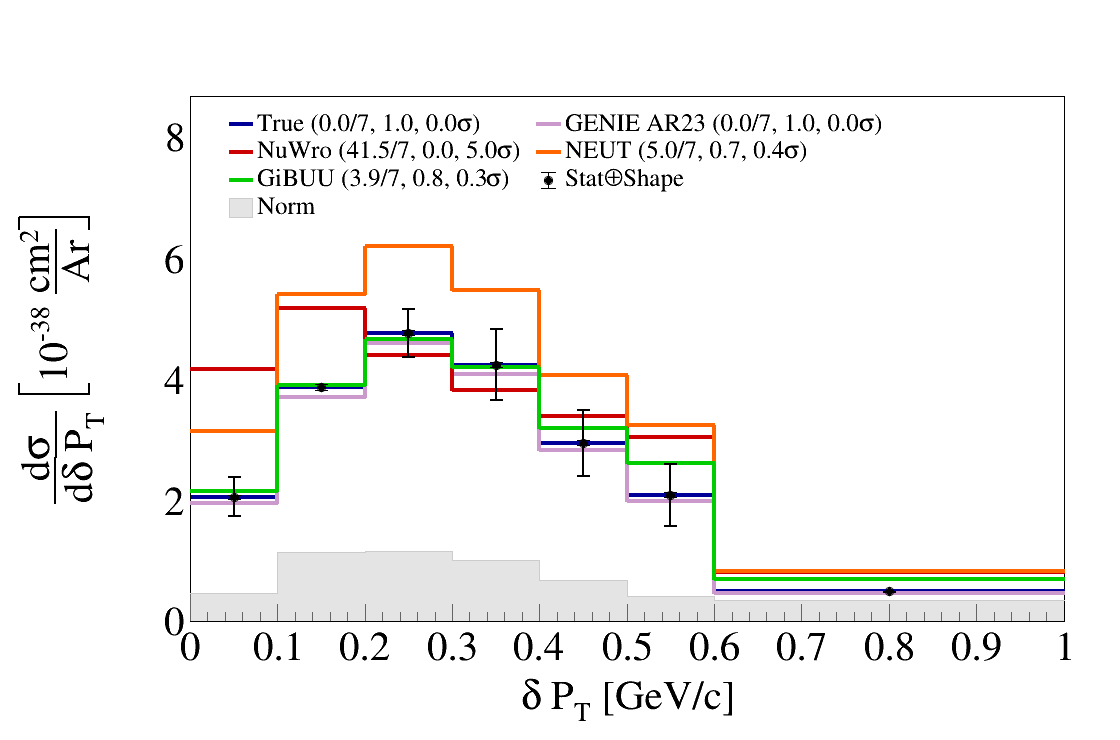 True (0.0/7, 1.0, 0.0σ)
GENIE AR23 (0.0/7, 1.0, 0.0σ)
NuWro (41.5/7, 0.0, 5.0σ)
NEUT (5.0/7, 0.7, 0.4σ)
GiBUU (3.9/7, 0.8, 0.3σ)
Stat⊕Shape
Norm
8
6
4
2
0
dσ/dδP_T [10^-38 cm^2/Ar]
0 0.1 0.2 0.3 0.4 0.5 0.6 0.7 0.8 0.9 1
δ P_T [GeV/c]